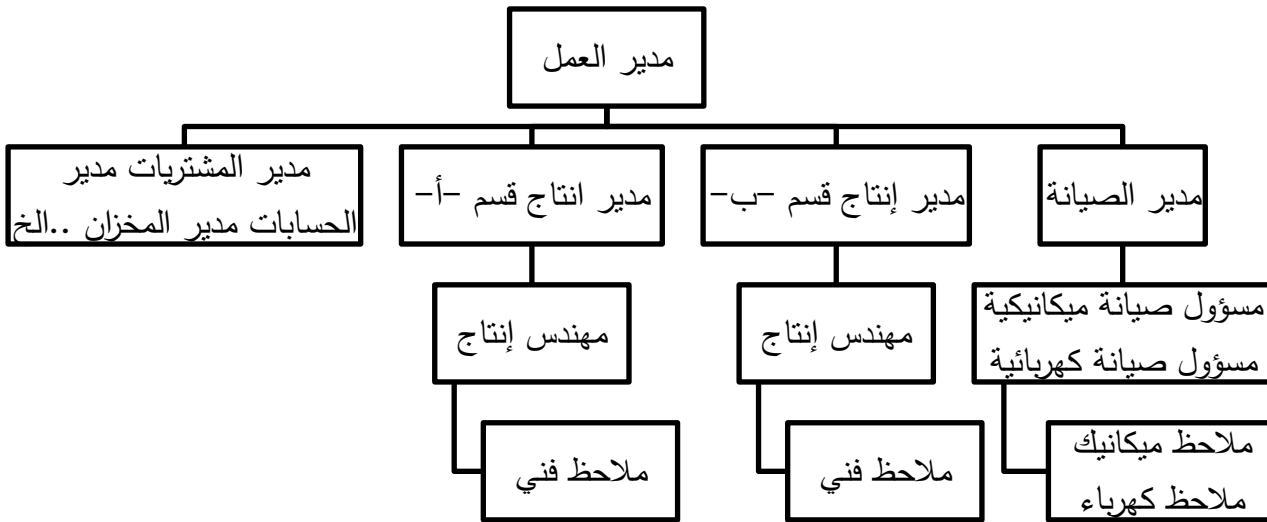 مدير العمل
مدير الصيانة
مدير إنتاج قسم -ب-
مدير انتاج قسم -أ-
مدير المشتريات مدير
الحسابات مدير المخزان ..الخ
مسؤول صيانة ميكانيكية
مسؤول صيانة كهربائية
مهندس إنتاج
مهندس إنتاج
ملاحظ ميكانيك
ملاحظ كهرباء
ملاحظ فني
ملاحظ فني